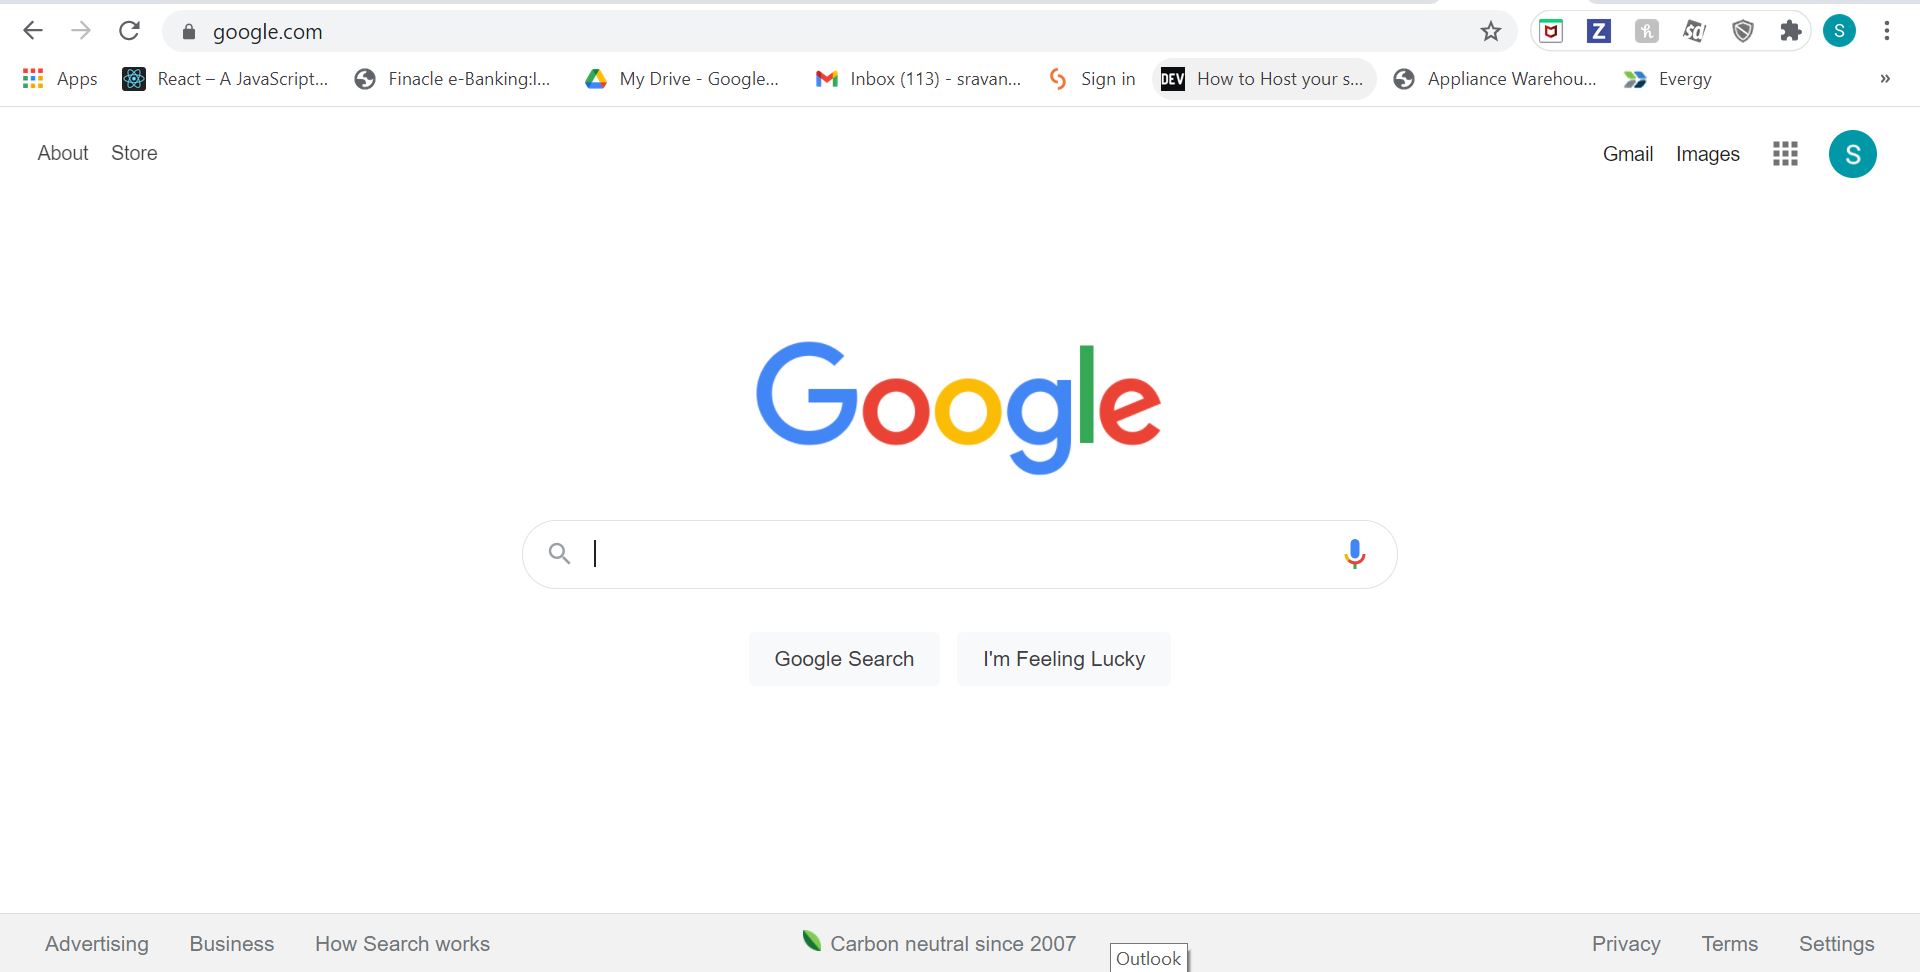 google.com
Z
S
Apps
React – A JavaScript...
Finacle e-Banking:I...
My Drive - Google...
Inbox (113) - sravan...
Sign in
DEV
How to Host your s...
Appliance Warehou...
Evergy
»
About Store
Gmail Images
S
Google
Google Search
I'm Feeling Lucky
Advertising Business How Search works
Carbon neutral since 2007
Outlook
Privacy Terms Settings